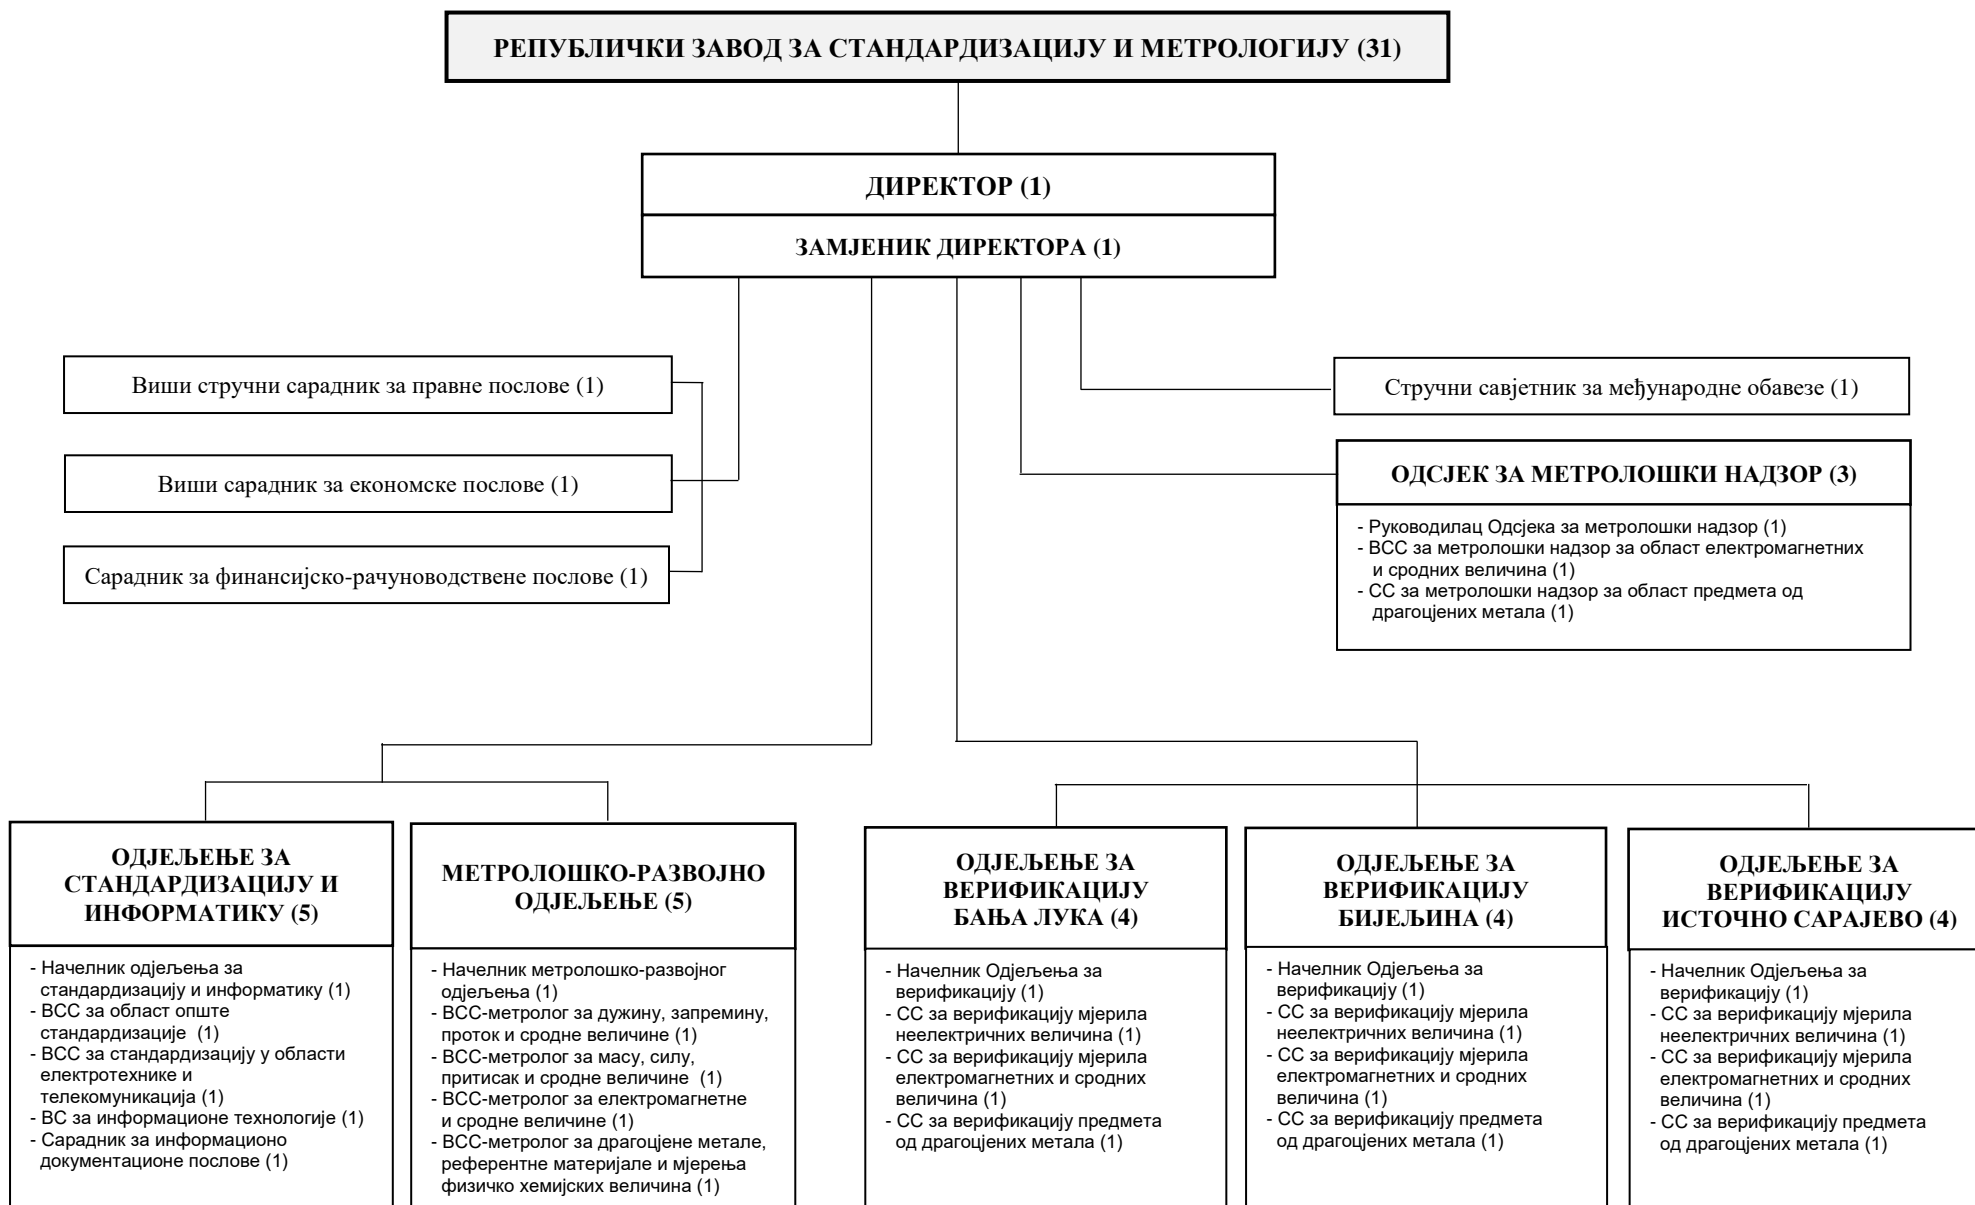 РЕПУБЛИЧКИ ЗАВОД ЗА СТАНДАРДИЗАЦИЈУ И МЕТРОЛОГИЈУ (31)
ДИРЕКТОР (1)
ЗАМЈЕНИК ДИРЕКТОРА (1)
Виши стручни сарадник за правне послове (1)
Виши сарадник за економске послове (1)
Сарадник за финансијско-рачуноводствене послове (1)
Стручни савјетник за међународне обавезе (1)
ОДСЈЕК ЗА МЕТРОЛОШКИ НАДЗОР (3)
- Руководилац Одсјека за метролошки надзор (1)
- ВСС за метролошки надзор за област електромагнетних
и сродних величина (1)
- СС за метролошки надзор за област предмета од
драгоцјених метала (1)
ОДЈЕЉЕЊЕ ЗА
СТАНДАРДИЗАЦИЈУ И
ИНФОРМАТИКУ (5)
- Начелник одјељења за
стандардизацију и информатику (1)
- ВСС за област опште
стандардизације (1)
- ВСС за стандардизацију у области
електротехнике и
телекомуникација (1)
- ВС за информационе технологије (1)
- Сарадник за информационо
документационе послове (1)
МЕТРОЛОШКО-РАЗВОЈНО
ОДЈЕЉЕЊЕ (5)
- Начелник метролошко-развојног
одјељења (1)
- ВСС-метролог за дужину, запремину,
проток и сродне величине (1)
- ВСС-метролог за масу, силу,
притисак и сродне величине (1)
- ВСС-метролог за електромагнетне
и сродне величине (1)
- ВСС-метролог за драгоцјене метале,
референтне материјале и мјерења
физичко хемијских величина (1)
ОДЈЕЉЕЊЕ ЗА
ВЕРИФИКАЦИЈУ
БАЊА ЛУКА (4)
- Начелник Одјељења за
верификацију (1)
- СС за верификацију мјерила
неелектричних величина (1)
- СС за верификацију мјерила
електромагнетних и сродних
величина (1)
- СС за верификацију предмета
од драгоцјених метала (1)
ОДЈЕЉЕЊЕ ЗА
ВЕРИФИКАЦИЈУ
БИЈЕЉИНА (4)
- Начелник Одјељења за
верификацију (1)
- СС за верификацију мјерила
неелектричних величина (1)
- СС за верификацију мјерила
електромагнетних и сродних
величина (1)
- СС за верификацију предмета
од драгоцјених метала (1)
ОДЈЕЉЕЊЕ ЗА
ВЕРИФИКАЦИЈУ
ИСТОЧНО САРАЈЕВО (4)
- Начелник Одјељења за
верификацију (1)
- СС за верификацију мјерила
неелектричних величина (1)
- СС за верификацију мјерила
електромагнетних и сродних
величина (1)
- СС за верификацију предмета
од драгоцјених метала (1)